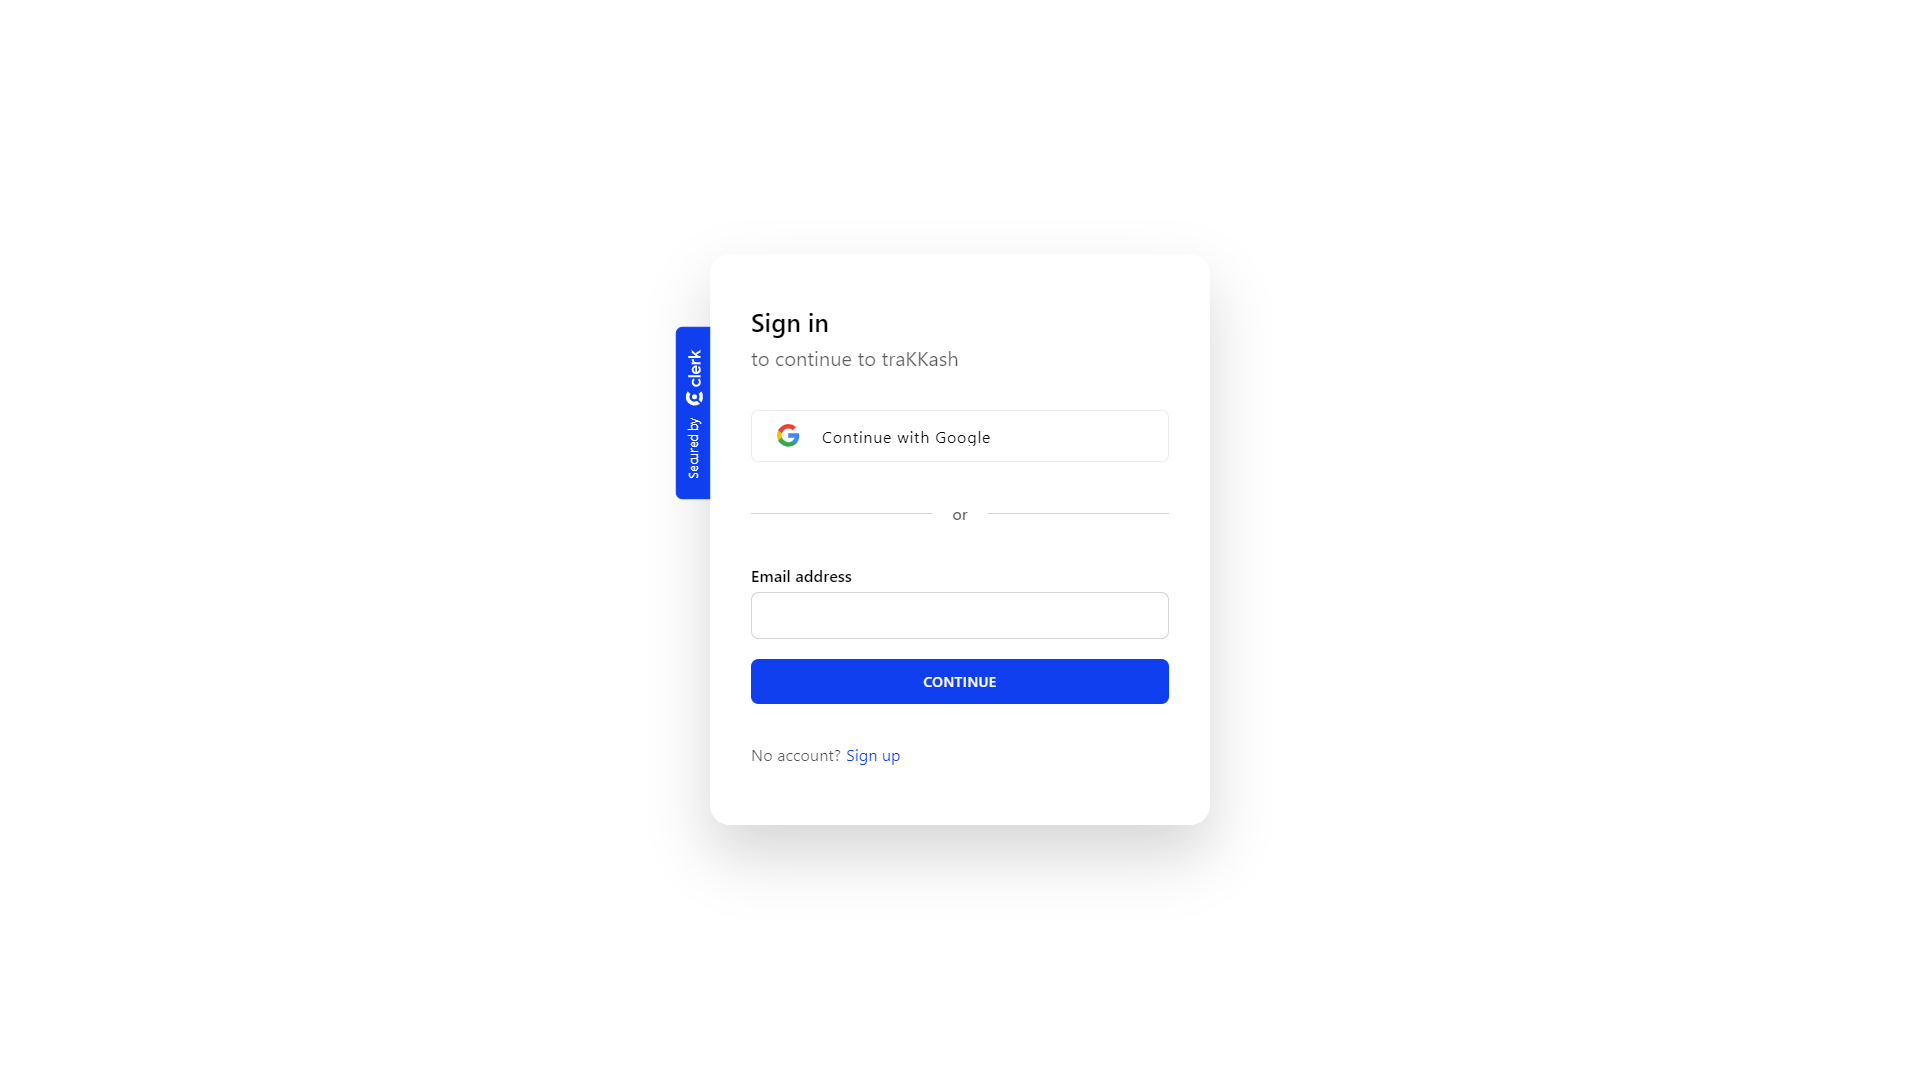 Sign in
to continue to traKKash
Secured by clerk
Continue with Google
or
Email address
CONTINUE
No account? Sign up